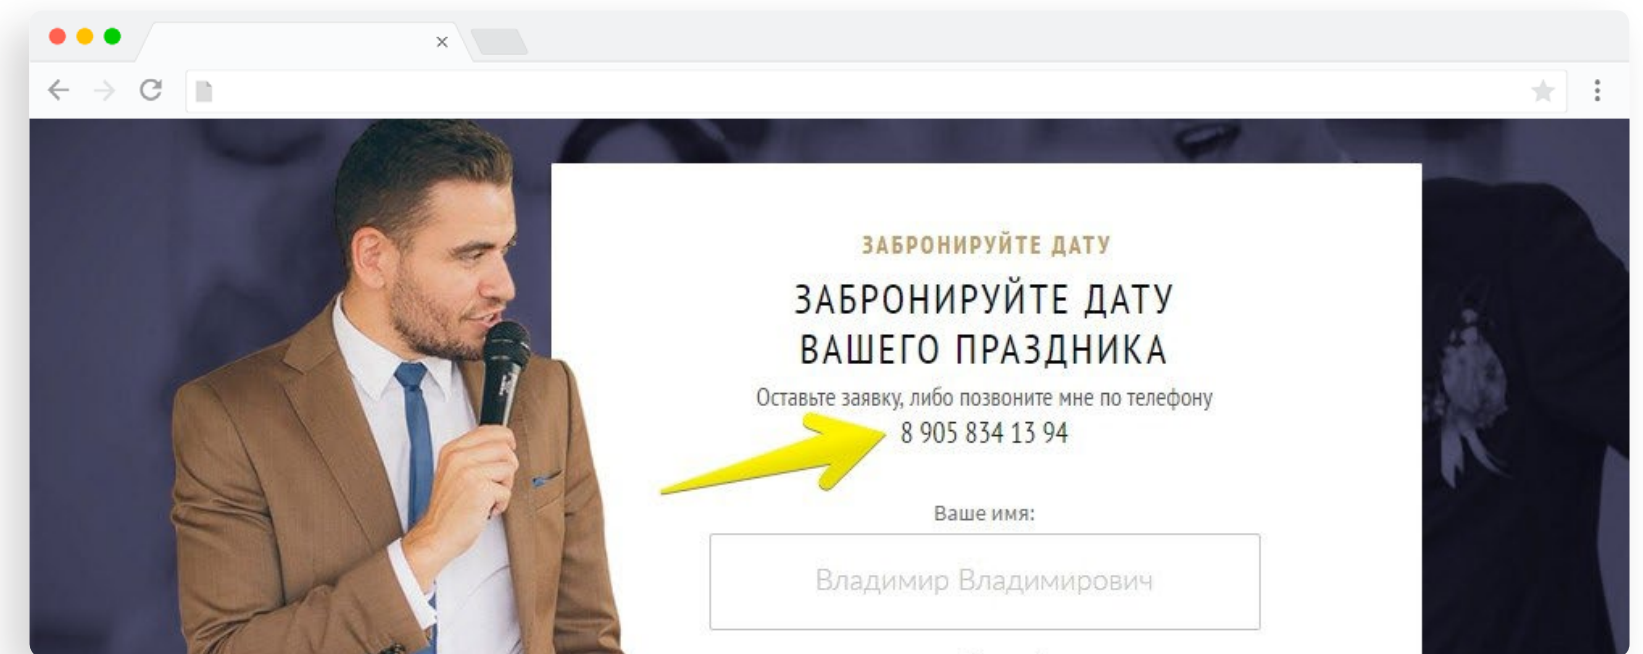 ЗАБРОНИРУЙТЕ ДАТУ
ЗАБРОНИРУЙТЕ ДАТУ
ВАШЕГО ПРАЗДНИКА
Оставьте заявку, либо позвоните мне по телефону
8 905 834 13 94
Ваше имя:
Владимир Владимирович